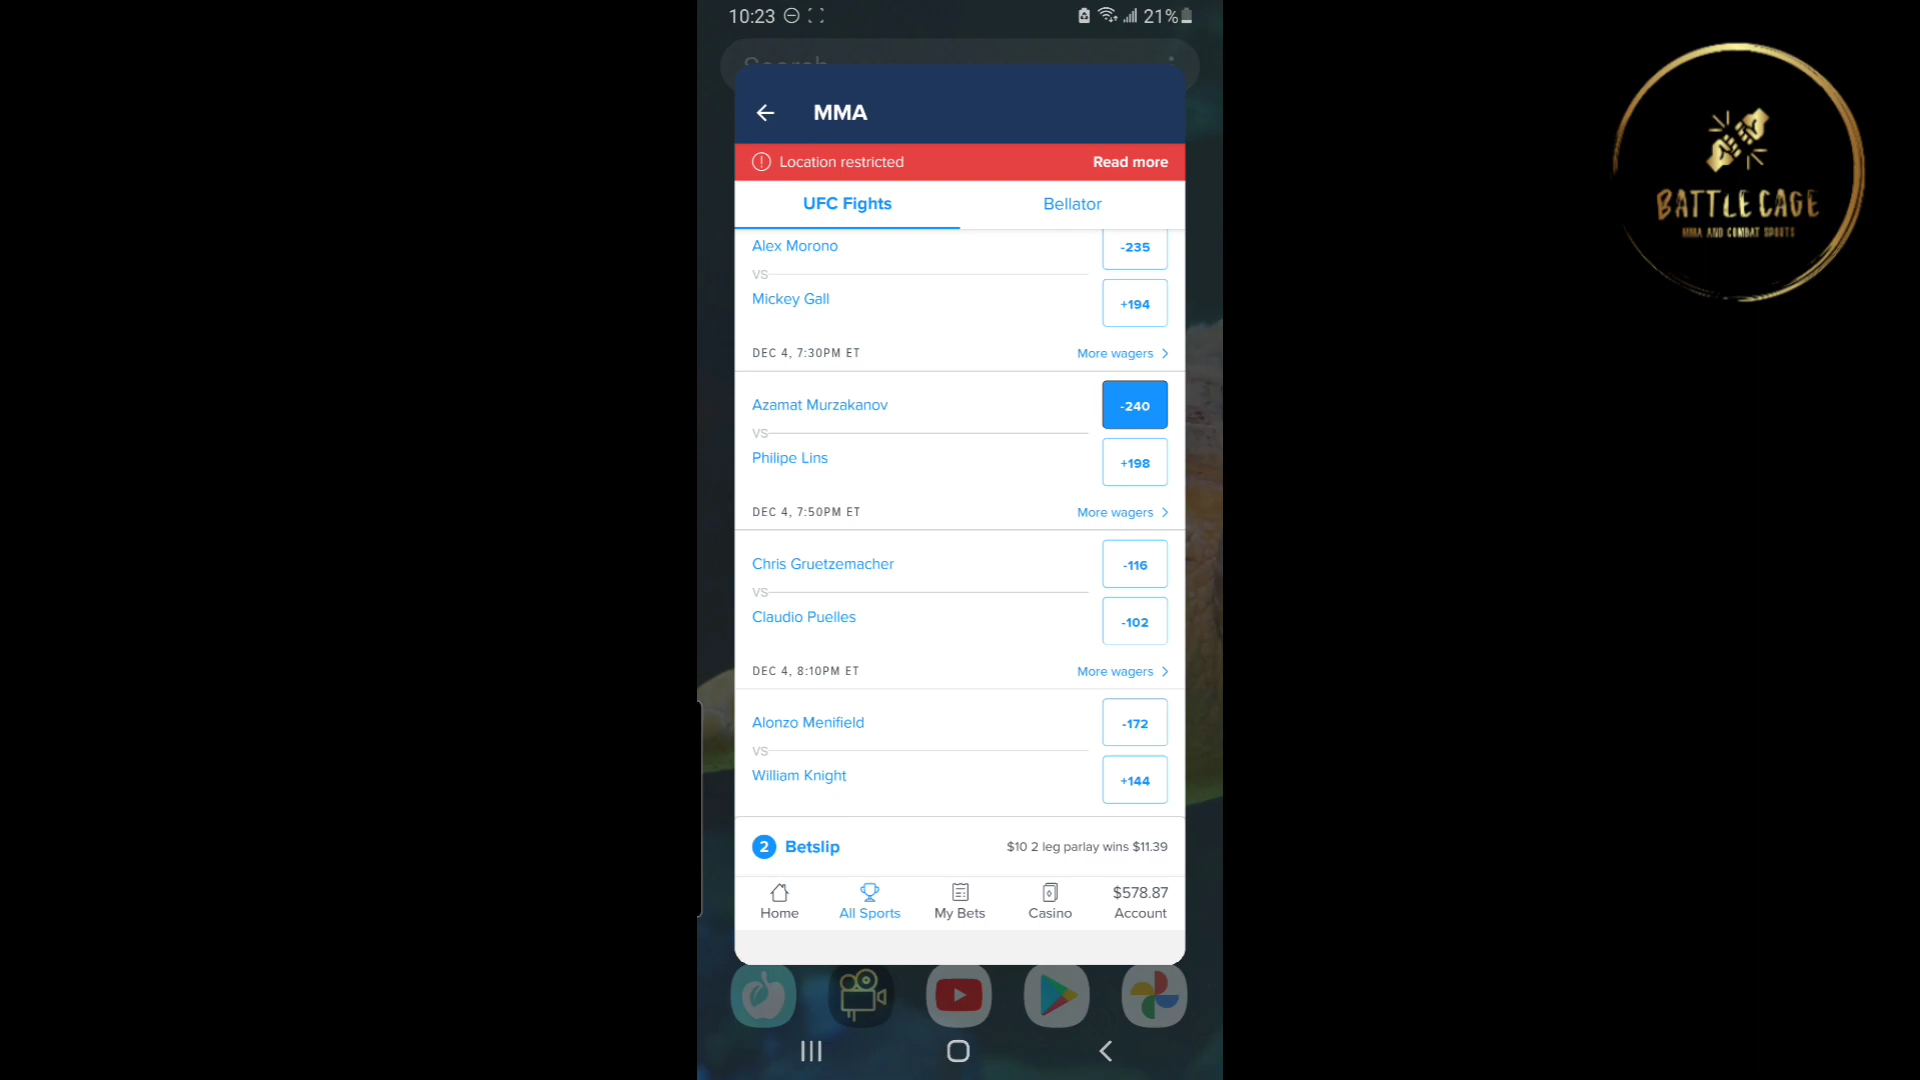 10:23
21%
Search
MMA
Location restricted Read more
UFC Fights Bellator
Alex Morono -235
VS
Mickey Gall +194
DEC 4, 7:30PM ET More wagers
Azamat Murzakanov -240
VS
Philipe Lins +198
DEC 4, 7:50PM ET More wagers
Chris Gruetzemacher -116
VS
Claudio Puelles -102
DEC 4, 8:10PM ET More wagers
Alonzo Menifield -172
VS
William Knight +144
2 Betslip $10 2 leg parlay wins $11.39
$578.87
Home All Sports My Bets Casino Account
BATTLE CAGE
MMA AND COMBAT SPORTS